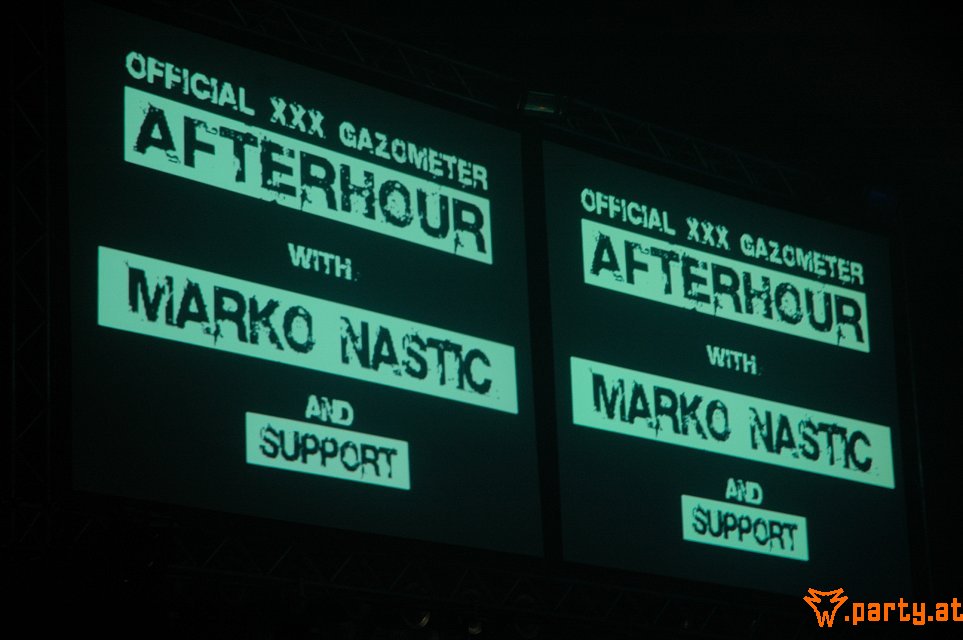 OFFICIAL XXX GAZOMETER
AFTERHOUR
WITH
MARKO NASTIC
AND
SUPPORT
OFFICIAL XXX GAZOMETER
AFTERHOUR
WITH
MARKO NASTIC
AND
SUPPORT
.party.at